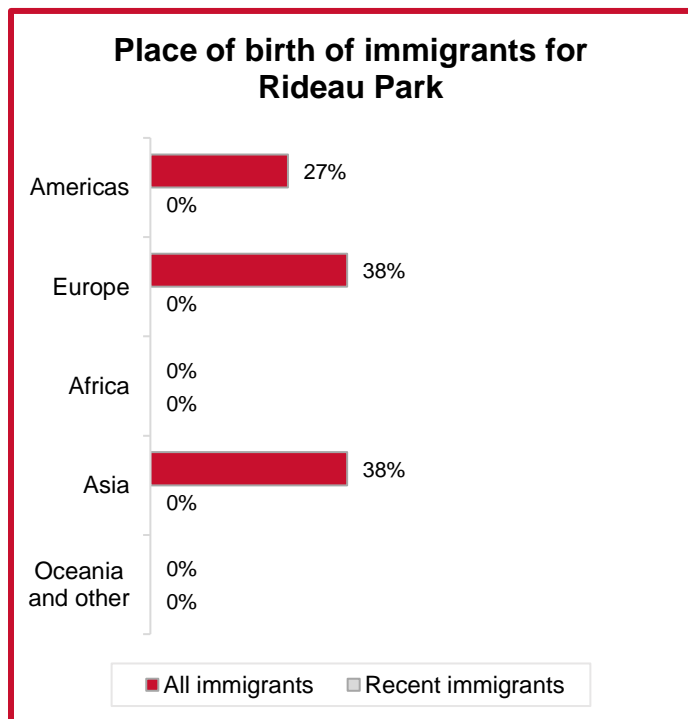 Place of birth of immigrants for
Rideau Park
Americas
27%
0%
Europe
38%
0%
Africa
0%
0%
Asia
38%
0%
Oceania
and other
0%
0%
All immigrants
Recent immigrants